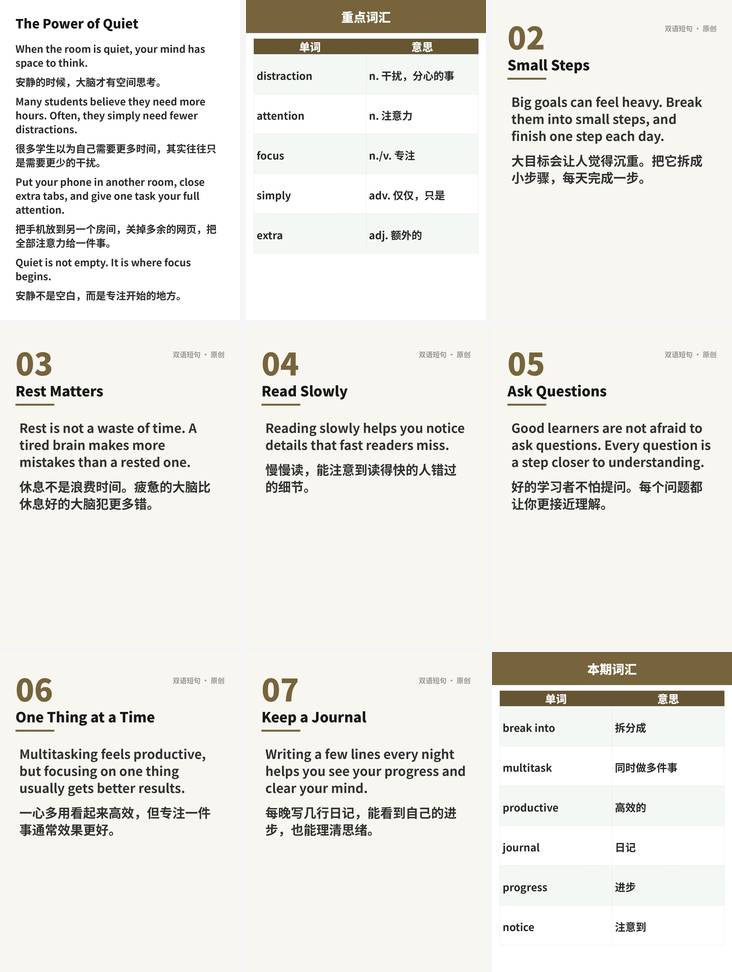 The Power of Quiet
When the room is quiet, your mind has
space to think.
安静的时候，大脑才有空间思考。
Many students believe they need more
hours. Often, they simply need fewer
distractions.
很多学生以为自己需要更多时间，其实往往只
是需要更少的干扰。
Put your phone in another room, close
extra tabs, and give one task your full
attention.
把手机放到另一个房间，关掉多余的网页，把
全部注意力给一件事。
Quiet is not empty. It is where focus
begins.
安静不是空白，而是专注开始的地方。
重点词汇
单词 意思
distraction n. 干扰，分心的事
attention n. 注意力
focus n./v. 专注
simply adv. 仅仅，只是
extra adj. 额外的
02
双语短句 · 原创
Small Steps
Big goals can feel heavy. Break
them into small steps, and
finish one step each day.
大目标会让人觉得沉重。把它拆成
小步骤，每天完成一步。
03
双语短句 · 原创
Rest Matters
Rest is not a waste of time. A
tired brain makes more
mistakes than a rested one.
休息不是浪费时间。疲惫的大脑比
休息好的大脑犯更多错。
04
双语短句 · 原创
Read Slowly
Reading slowly helps you notice
details that fast readers miss.
慢慢读，能注意到读得快的人错过
的细节。
05
双语短句 · 原创
Ask Questions
Good learners are not afraid to
ask questions. Every question is
a step closer to understanding.
好的学习者不怕提问。每个问题都
让你更接近理解。
06
双语短句 · 原创
One Thing at a Time
Multitasking feels productive,
but focusing on one thing
usually gets better results.
一心多用看起来高效，但专注一件
事通常效果更好。
07
双语短句 · 原创
Keep a Journal
Writing a few lines every night
helps you see your progress and
clear your mind.
每晚写几行日记，能看到自己的进
步，也能理清思绪。
本期词汇
单词 意思
break into 拆分成
multitask 同时做多件事
productive 高效的
journal 日记
progress 进步
notice 注意到